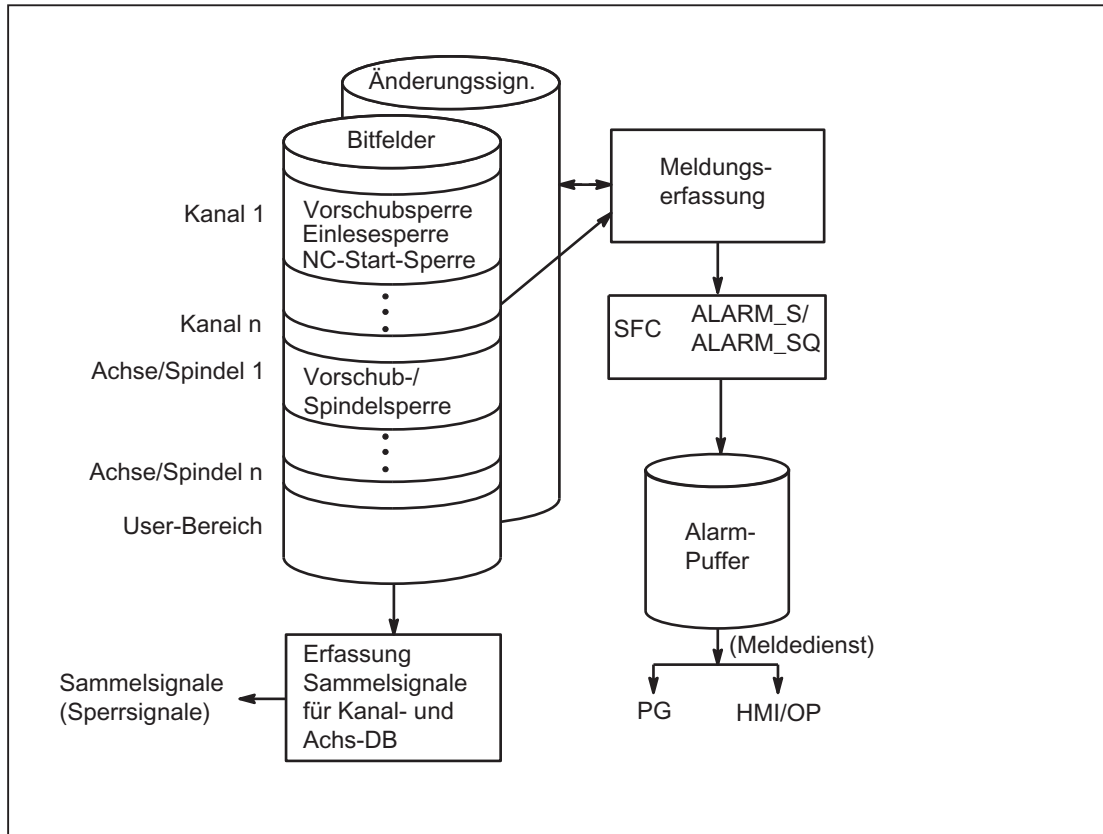 Änderungssign.
Bitfelder
Kanal 1
Vorschubsperre
Einlesesperre
NC-Start-Sperre
Kanal n
Achse/Spindel 1
Vorschub-/
Spindelsperre
Achse/Spindel n
User-Bereich
Erfassung
Sammelsignale
für Kanal- und
Achs-DB
Sammelsignale
(Sperrsignale)
Meldungs-
erfassung
SFC
ALARM_S/
ALARM_SQ
Alarm-
Puffer
(Meldedienst)
PG
HMI/OP